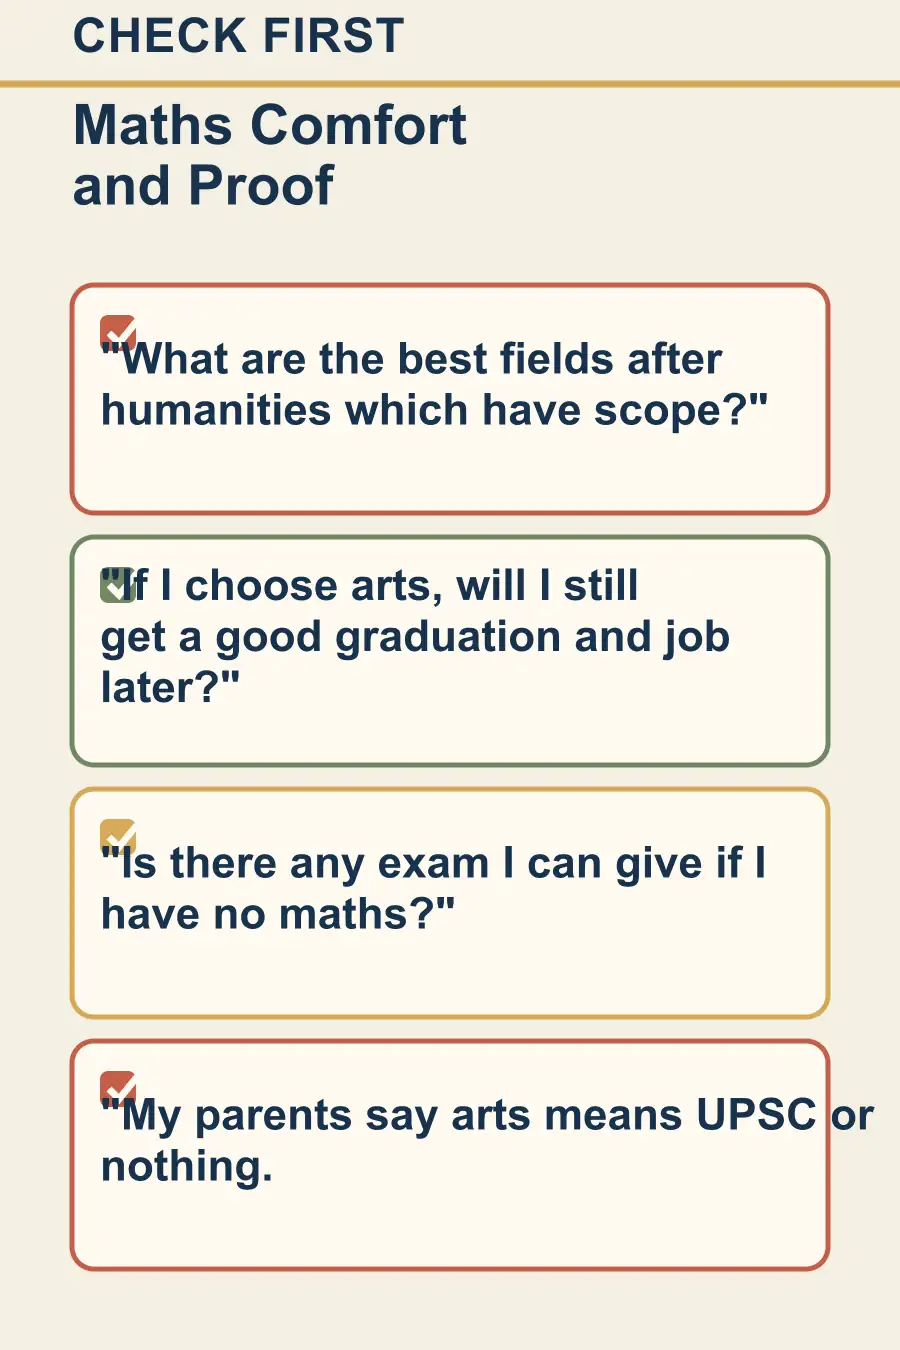 CHECK FIRST
Maths Comfort
and Proof
"What are the best fields after
humanities which have scope?"
"If I choose arts, will I still
get a good graduation and job
later?"
"Is there any exam I can give if I
have no maths?"
"My parents say arts means UPSC or
nothing.